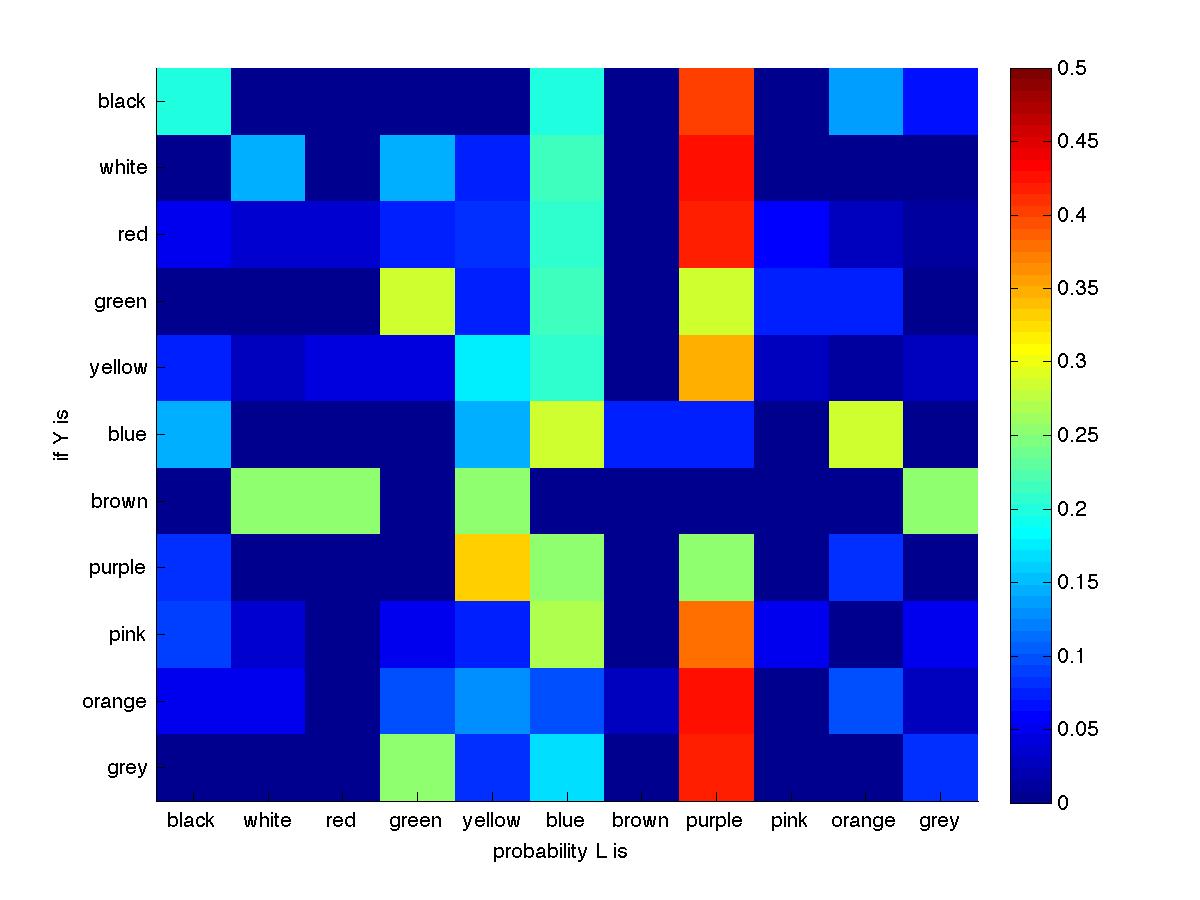 black
white
red
green
yellow
blue
brown
purple
pink
orange
grey
if Y is
black white red green yellow blue brown purple pink orange grey
probability L is
0.5
0.45
0.4
0.35
0.3
0.25
0.2
0.15
0.1
0.05
0